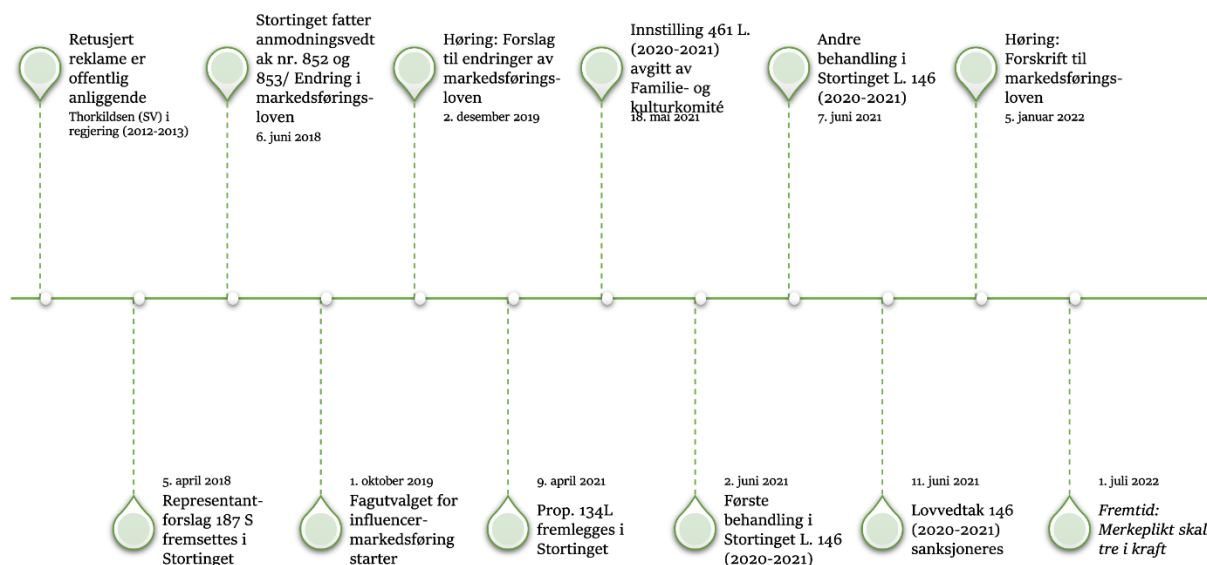 Retusjert
reklame er
offentlig
anliggende
Thorkildsen (SV) i
regjering (2012-2013)
Stortinget fatter
anmodningsvedt
ak nr. 852 og
853/ Endring i
markedsførings-
loven
6. juni 2018
Høring: Forslag
til endringer av
markedsførings-
loven
2. desember 2019
Innstilling 461 L.
(2020-2021)
avgitt av
Familie- og
kulturkomité
18. mai 2021
Andre
behandling i
Stortinget L. 146
(2020-2021)
7. juni 2021
Høring:
Forskrift til
markedsførings-
loven
5. januar 2022
5. april 2018
Representant-
forslag 187 S
fremsettes i
Stortinget
1. oktober 2019
Fagutvalget for
influencer-
markedsføring
starter
9. april 2021
Prop. 134L
fremlegges i
Stortinget
2. juni 2021
Første
behandling i
Stortinget L. 146
(2020-2021)
11. juni 2021
Lovvedtak 146
(2020-2021)
sanksjoneres
1. juli 2022
Fremtid:
Merkeplikt skal
tre i kraft